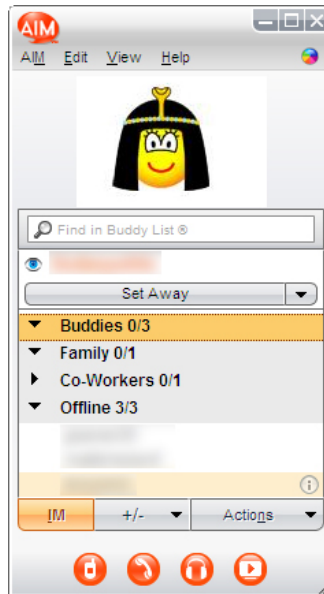 AIM
AIM Edit View Help
Find in Buddy List ®
Set Away
Buddies 0/3
Family 0/1
Co-Workers 0/1
Offline 3/3
IM +/- Actions